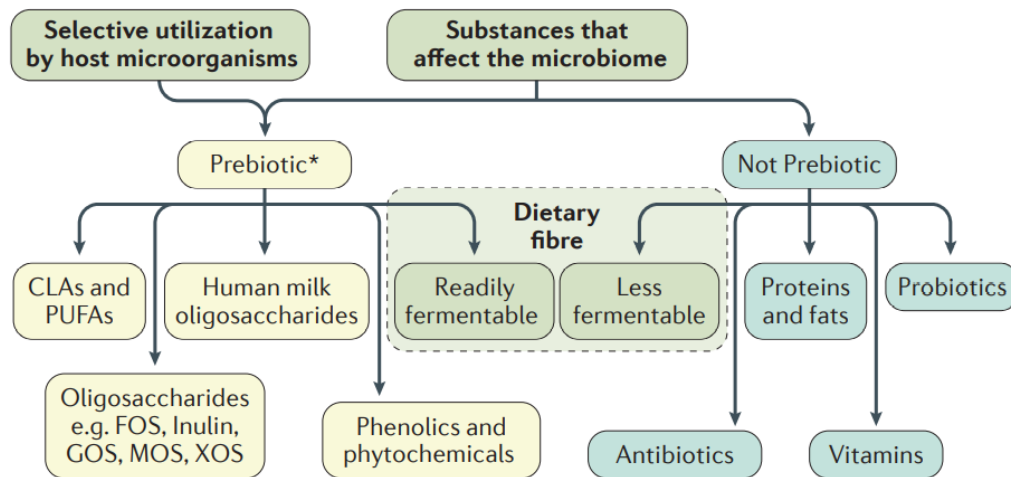 Selective utilization
by host microorganisms
Substances that
affect the microbiome
Prebiotic*
Not Prebiotic
Dietary
fibre
CLAs and
PUFAs
Human milk
oligosaccharides
Readily
fermentable
Less
fermentable
Proteins
and fats
Probiotics
Oligosaccharides
e.g. FOS, Inulin,
GOS, MOS, XOS
Phenolics and
phytochemicals
Antibiotics
Vitamins